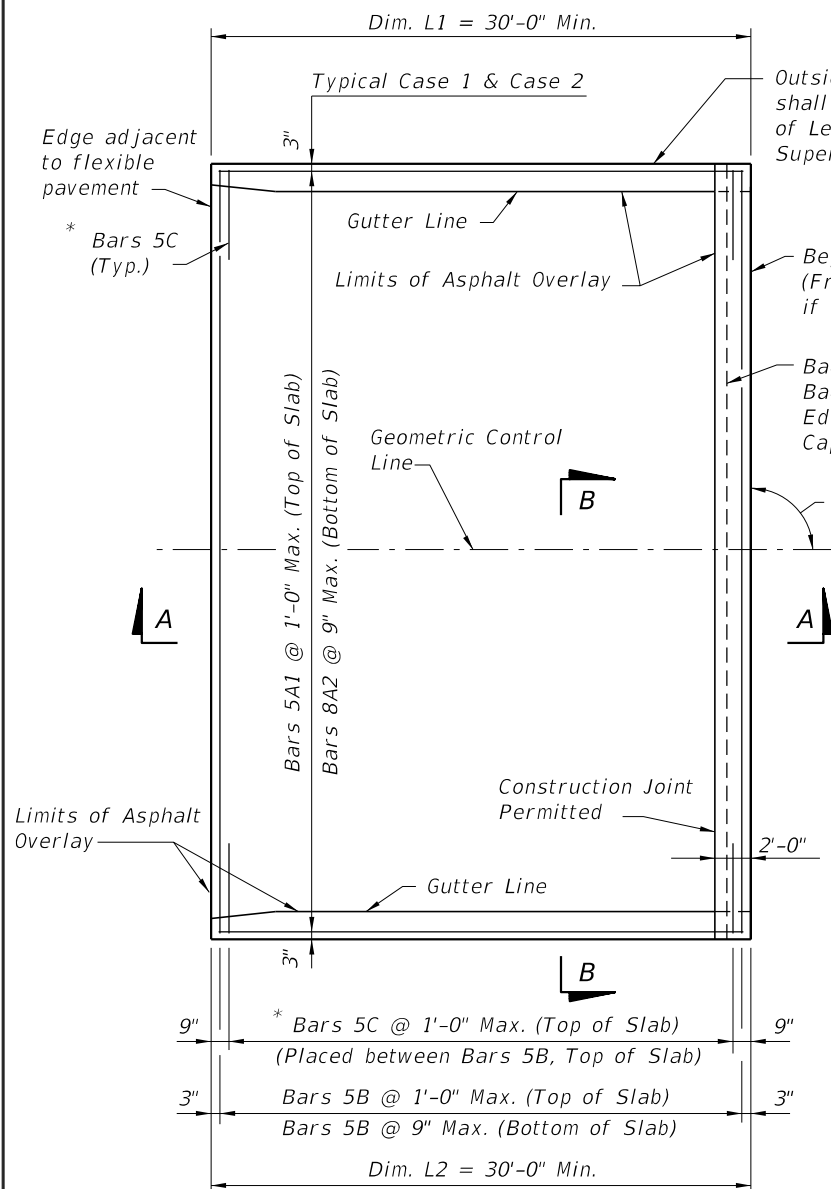 Dim. L1 = 30'-0" Min.
Typical Case 1 & Case 2
3"
Edge adjacent
to flexible
pavement
* Bars 5C
(Typ.)
Gutter Line
Limits of Asphalt Overlay
shall
of
Bars 5A1 @ 1'-0" Max. (Top of Slab)
Bars 8A2 @ 9" Max. (Bottom of Slab)
(Fr
if
Ba
Ba
Ed
Ca
Geometric Control
Line
B
A
A
Construction Joint
Permitted
Limits of Asphalt
Overlay
2'-0"
Gutter Line
3"
B
9"
* Bars 5C @ 1'-0" Max. (Top of Slab)
9"
(Placed between Bars 5B, Top of Slab)
3"
Bars 5B @ 1'-0" Max. (Top of Slab)
3"
Bars 5B @ 9" Max. (Bottom of Slab)
Dim. L2 = 30'-0" Min.